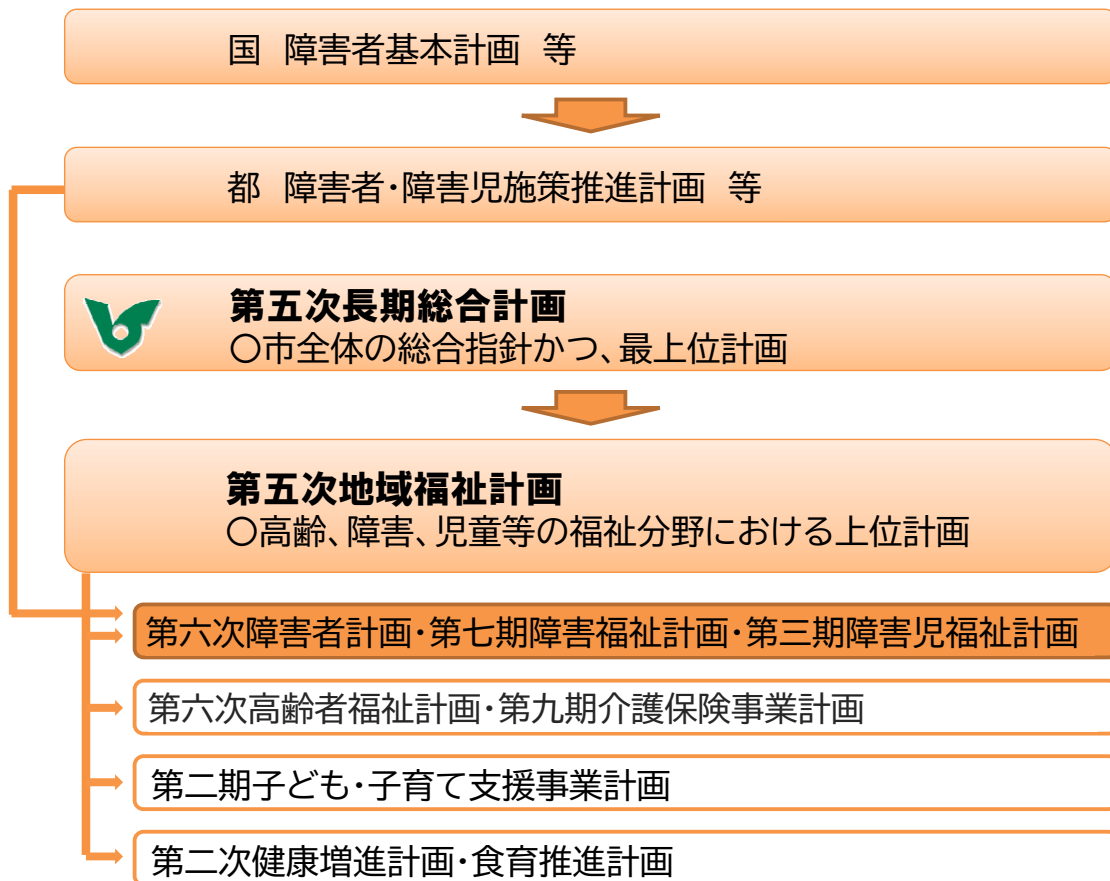 国　障害者基本計画　等
都　障害者・障害児施策推進計画　等
第五次長期総合計画
〇市全体の総合指針かつ、最上位計画
第五次地域福祉計画
〇高齢、障害、児童等の福祉分野における上位計画
第六次障害者計画・第七期障害福祉計画・第三期障害児福祉計画
第六次高齢者福祉計画・第九期介護保険事業計画
第二期子ども・子育て支援事業計画
第二次健康増進計画・食育推進計画